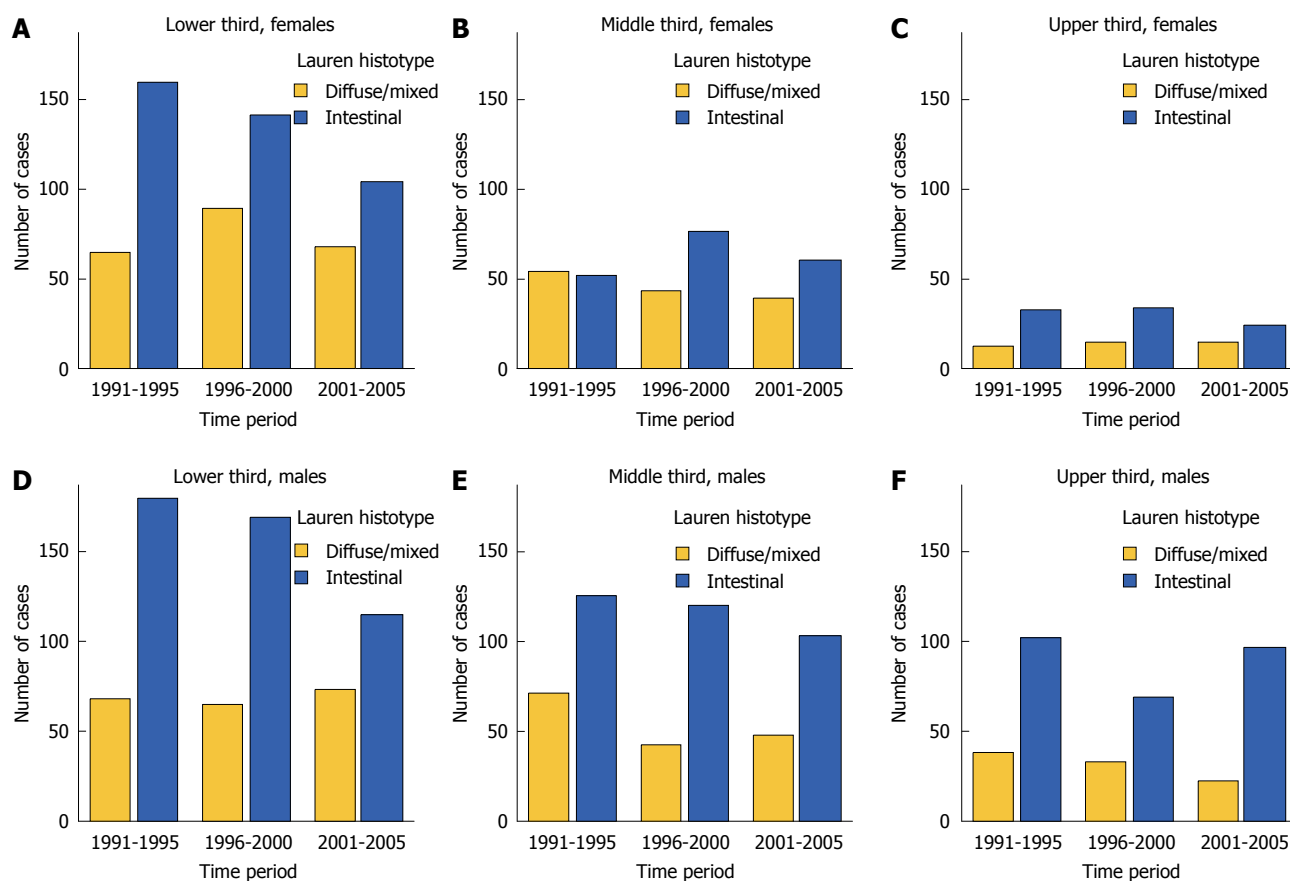 A
Lower third, females
Lauren histotype
Diffuse/mixed
Intestinal
Number of cases
150
100
50
0
1991-1995 1996-2000 2001-2005
Time period
B
Middle third, females
Lauren histotype
Diffuse/mixed
Intestinal
Number of cases
150
100
50
0
1991-1995 1996-2000 2001-2005
Time period
C
Upper third, females
Lauren histotype
Diffuse/mixed
Intestinal
Number of cases
150
100
50
0
1991-1995 1996-2000 2001-2005
Time period
D
Lower third, males
Lauren histotype
Diffuse/mixed
Intestinal
Number of cases
150
100
50
0
1991-1995 1996-2000 2001-2005
Time period
E
Middle third, males
Lauren histotype
Diffuse/mixed
Intestinal
Number of cases
150
100
50
0
1991-1995 1996-2000 2001-2005
Time period
F
Upper third, males
Lauren histotype
Diffuse/mixed
Intestinal
Number of cases
150
100
50
0
1991-1995 1996-2000 2001-2005
Time period